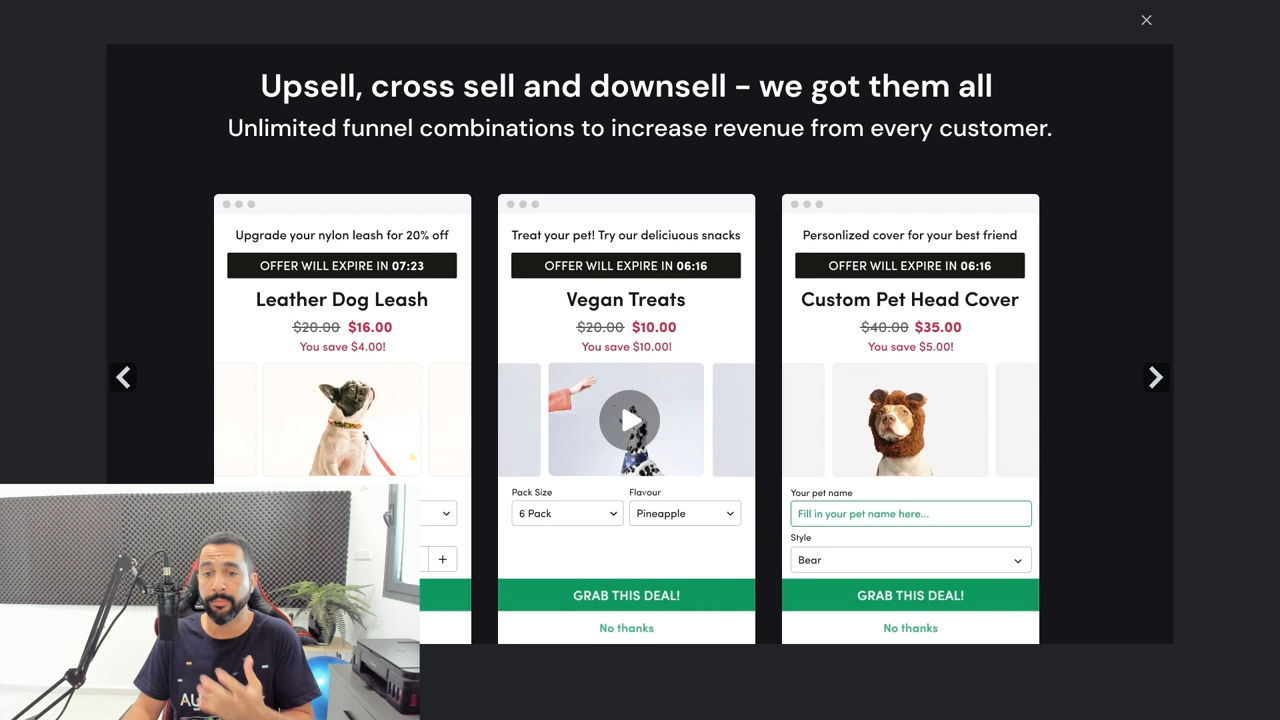 Upsell, cross sell and downsell - we got them all
Unlimited funnel combinations to increase revenue from every customer.
Upgrade your nylon leash for 20% off
OFFER WILL EXPIRE IN 07:23
Leather Dog Leash
$20.00 $16.00
You save $4.00!
Treat your pet! Try our deliciuous snacks
OFFER WILL EXPIRE IN 06:16
Vegan Treats
$20.00 $10.00
You save $10.00!
Pack Size
Flavour
6 Pack
Pineapple
GRAB THIS DEAL!
No thanks
Personlized cover for your best friend
OFFER WILL EXPIRE IN 06:16
Custom Pet Head Cover
$40.00 $35.00
You save $5.00!
Your pet name
Fill in your pet name here...
Style
Bear
GRAB THIS DEAL!
No thanks